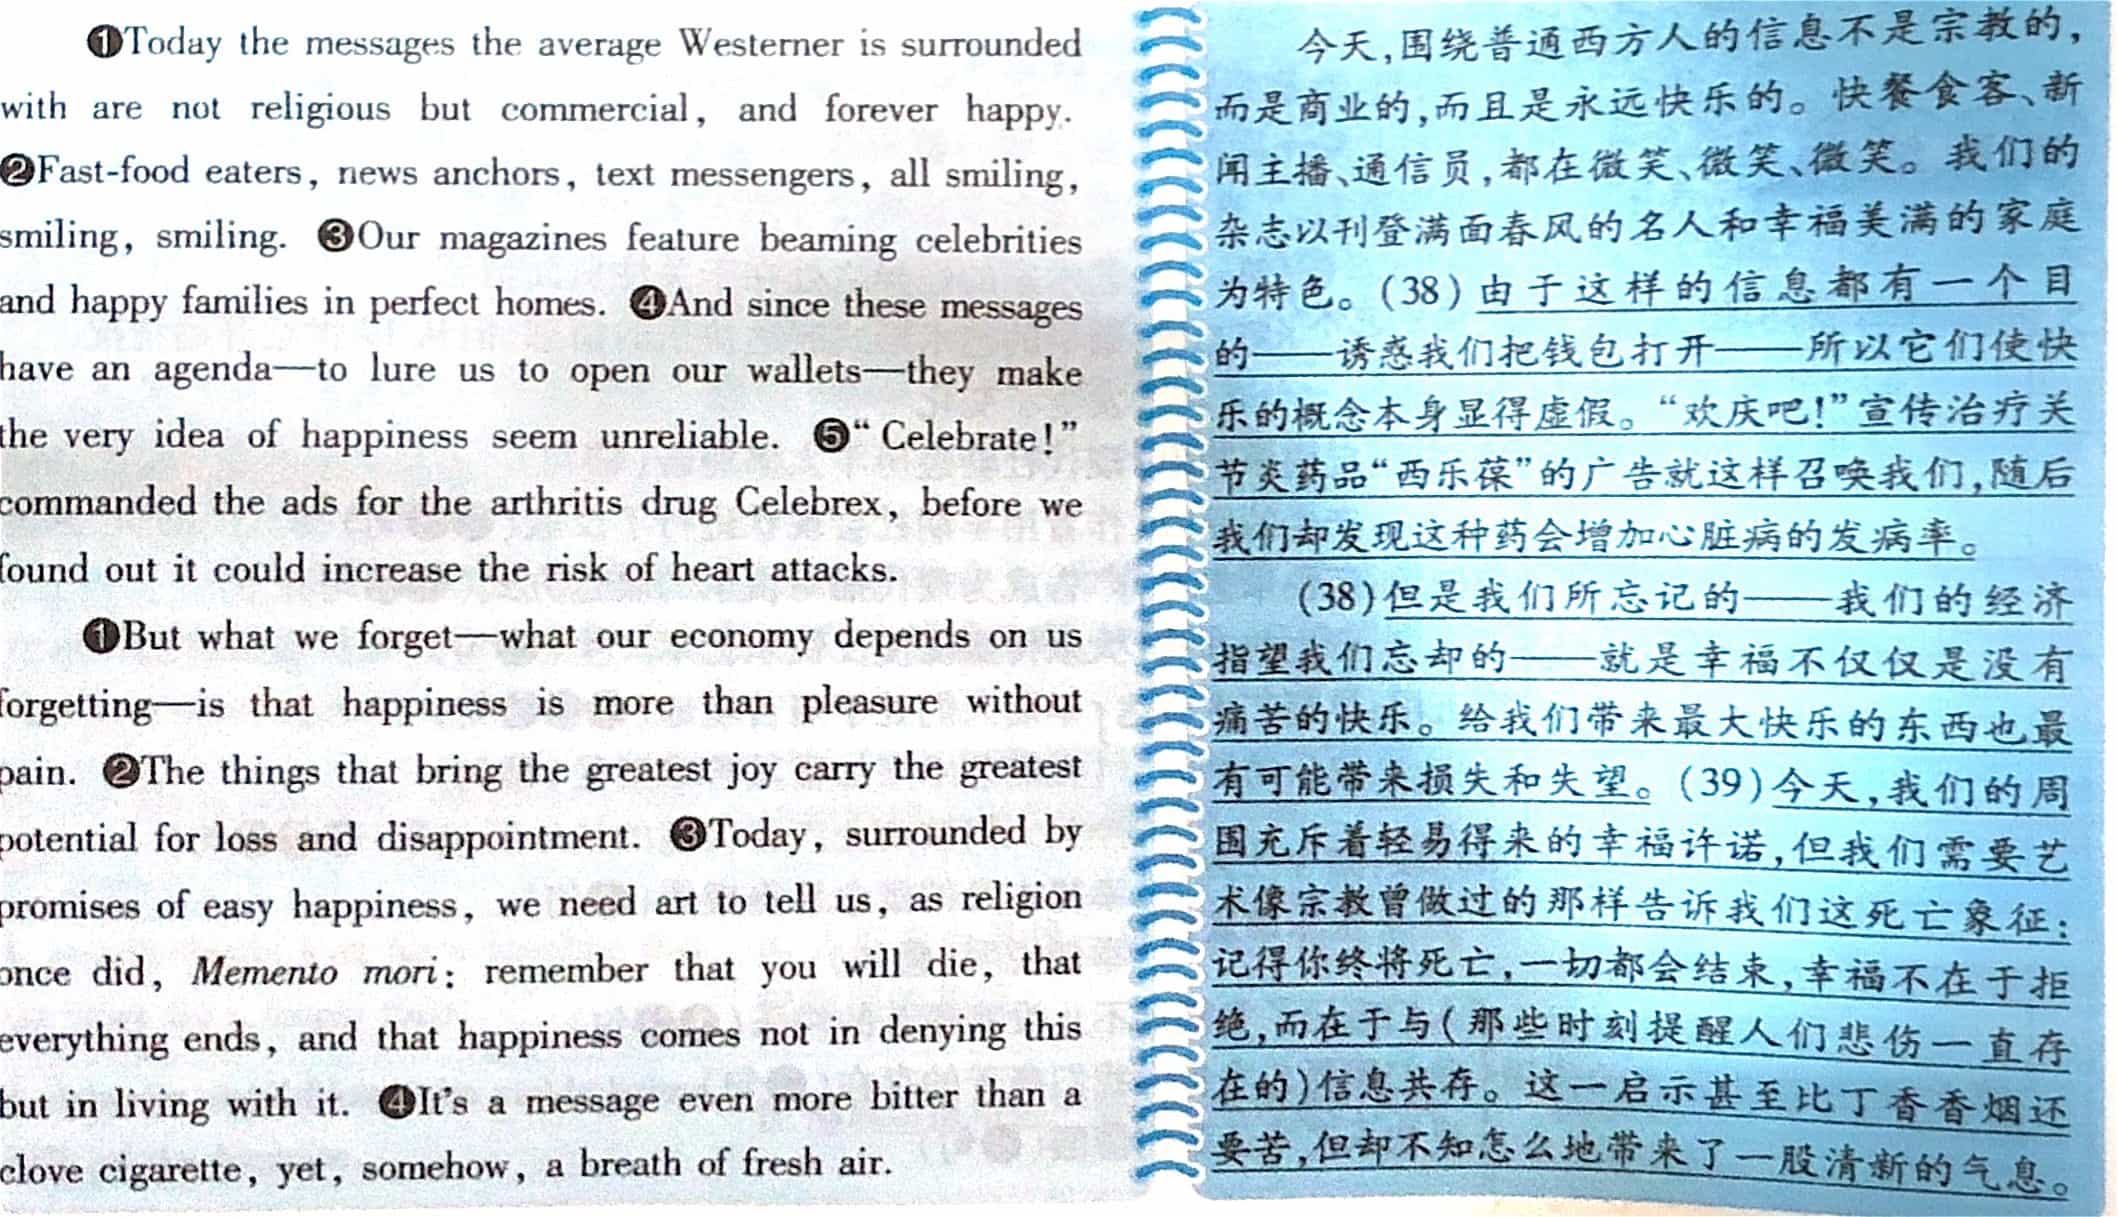 ❶Today the messages the average Westerner is surrounded
with are not religious but commercial, and forever happy.
❷Fast-food eaters, news anchors, text messengers, all smiling,
smiling, smiling. ❸Our magazines feature beaming celebrities
and happy families in perfect homes. ❹And since these messages
have an agenda—to lure us to open our wallets—they make
the very idea of happiness seem unreliable. ❺“Celebrate!”
commanded the ads for the arthritis drug Celebrex, before we
found out it could increase the risk of heart attacks.
❶But what we forget—what our economy depends on us
forgetting—is that happiness is more than pleasure without
pain. ❷The things that bring the greatest joy carry the greatest
potential for loss and disappointment. ❸Today, surrounded by
promises of easy happiness, we need art to tell us, as religion
once did, Memento mori: remember that you will die, that
everything ends, and that happiness comes not in denying this
but in living with it. ❹It's a message even more bitter than a
clove cigarette, yet, somehow, a breath of fresh air.
今天,围绕普通西方人的信息不是宗教的,
而是商业的,而且是永远快乐的。快餐食客、新
闻主播、通信员,都在微笑、微笑、微笑。我们的
杂志以刊登满面春风的名人和幸福美满的家庭
为特色。(38)由于这样的信息都有一个目
的——诱惑我们把钱包打开——所以它们使快
乐的概念本身显得虚假。“欢庆吧!”宣传治疗关
节炎药品“西乐葆”的广告就这样召唤我们,随后
我们却发现这种药会增加心脏病的发病率。
(38)但是我们所忘记的——我们的经济
指望我们忘却的——就是幸福不仅仅是没有
痛苦的快乐。给我们带来最大快乐的东西也最
有可能带来损失和失望。(39)今天,我们的周
围充斥着轻易得来的幸福许诺,但我们需要艺
术像宗教曾做过的那样告诉我们这死亡象征:
记得你终将死亡,一切都会结束,幸福不在于拒
绝,而在于与(那些时刻提醒人们悲伤一直存
在的)信息共存。这一启示甚至比丁香香烟还
要苦,但却不知怎么地带来了一股清新的气息。